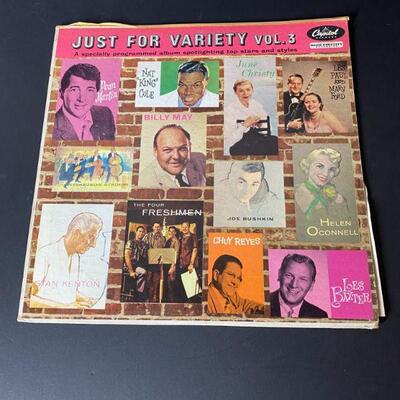 JUST FOR VARIETY VOL. 3
A specially programmed album spotlighting top stars and styles
Capitol
Dean Martin
NAT "KING" COLE
June Christy
LES PAUL AND MARY FORD
BILLY MAY
JOE BUSHKIN
HELEN O'CONNELL
STAN KENTON
THE FOUR
FRESHMEN
CHUY REYES
LES BAXTER